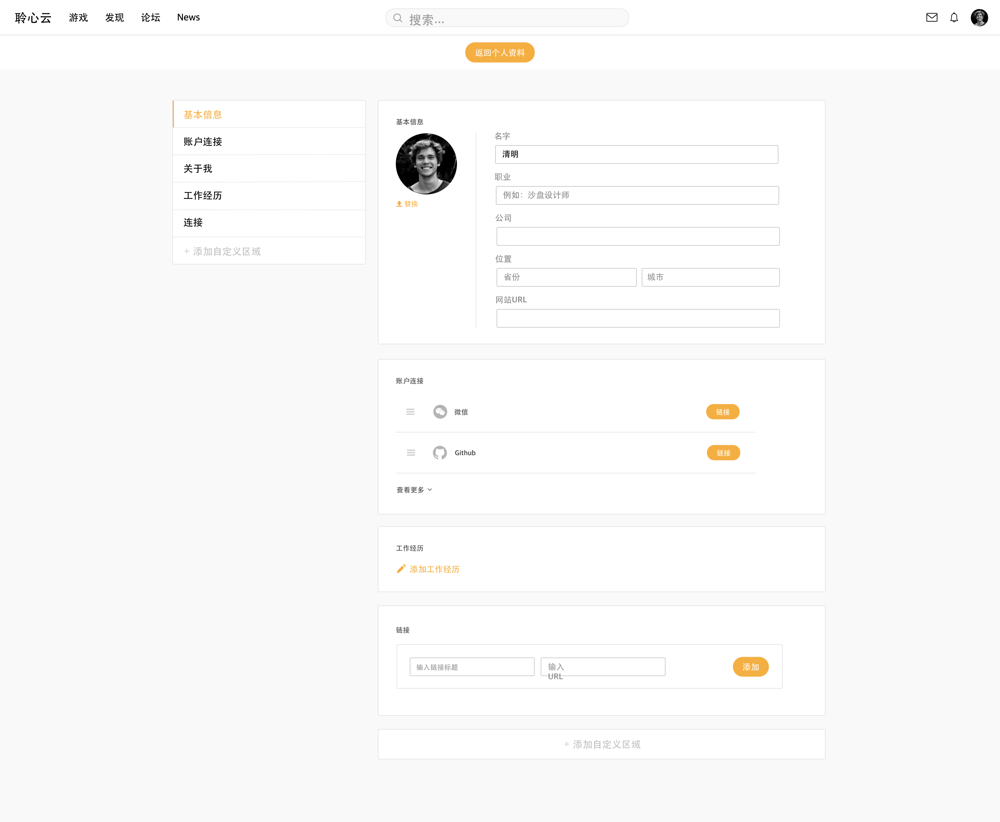 聆心云 游戏 发现 论坛 News 搜索...
返回个人资料
基本信息
账户连接
关于我
工作经历
连接
+ 添加自定义区域
基本信息
替换
名字
清明
职业
例如：沙盘设计师
公司
位置
省份 城市
网站URL
账户连接
微信 链接
Github 链接
查看更多
工作经历
添加工作经历
链接
输入链接标题 输入
URL
添加
+ 添加自定义区域